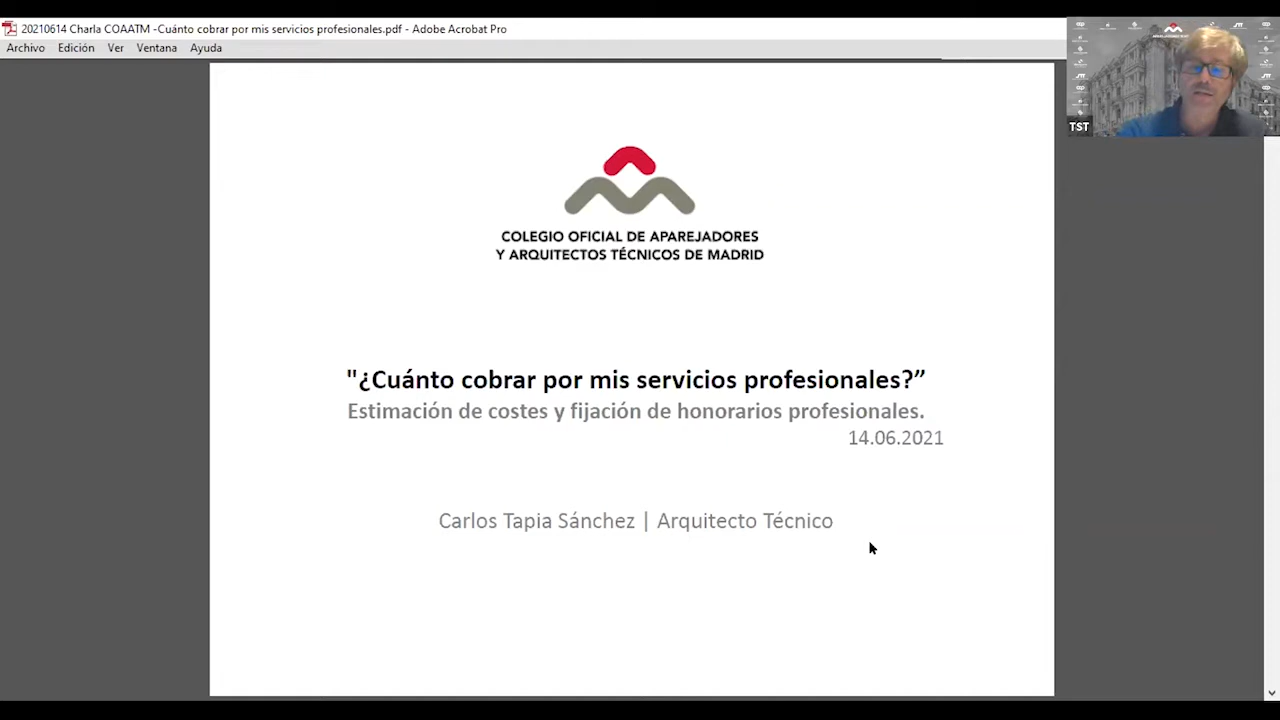 20210614 Charla COAATM -Cuánto cobrar por mis servicios profesionales.pdf - Adobe Acrobat Pro
Archivo Edición Ver Ventana Ayuda
TST
COLEGIO OFICIAL DE APAREJADORES
Y ARQUITECTOS TÉCNICOS DE MADRID
"¿Cuánto cobrar por mis servicios profesionales?”
Estimación de costes y fijación de honorarios profesionales.
14.06.2021
Carlos Tapia Sánchez | Arquitecto Técnico